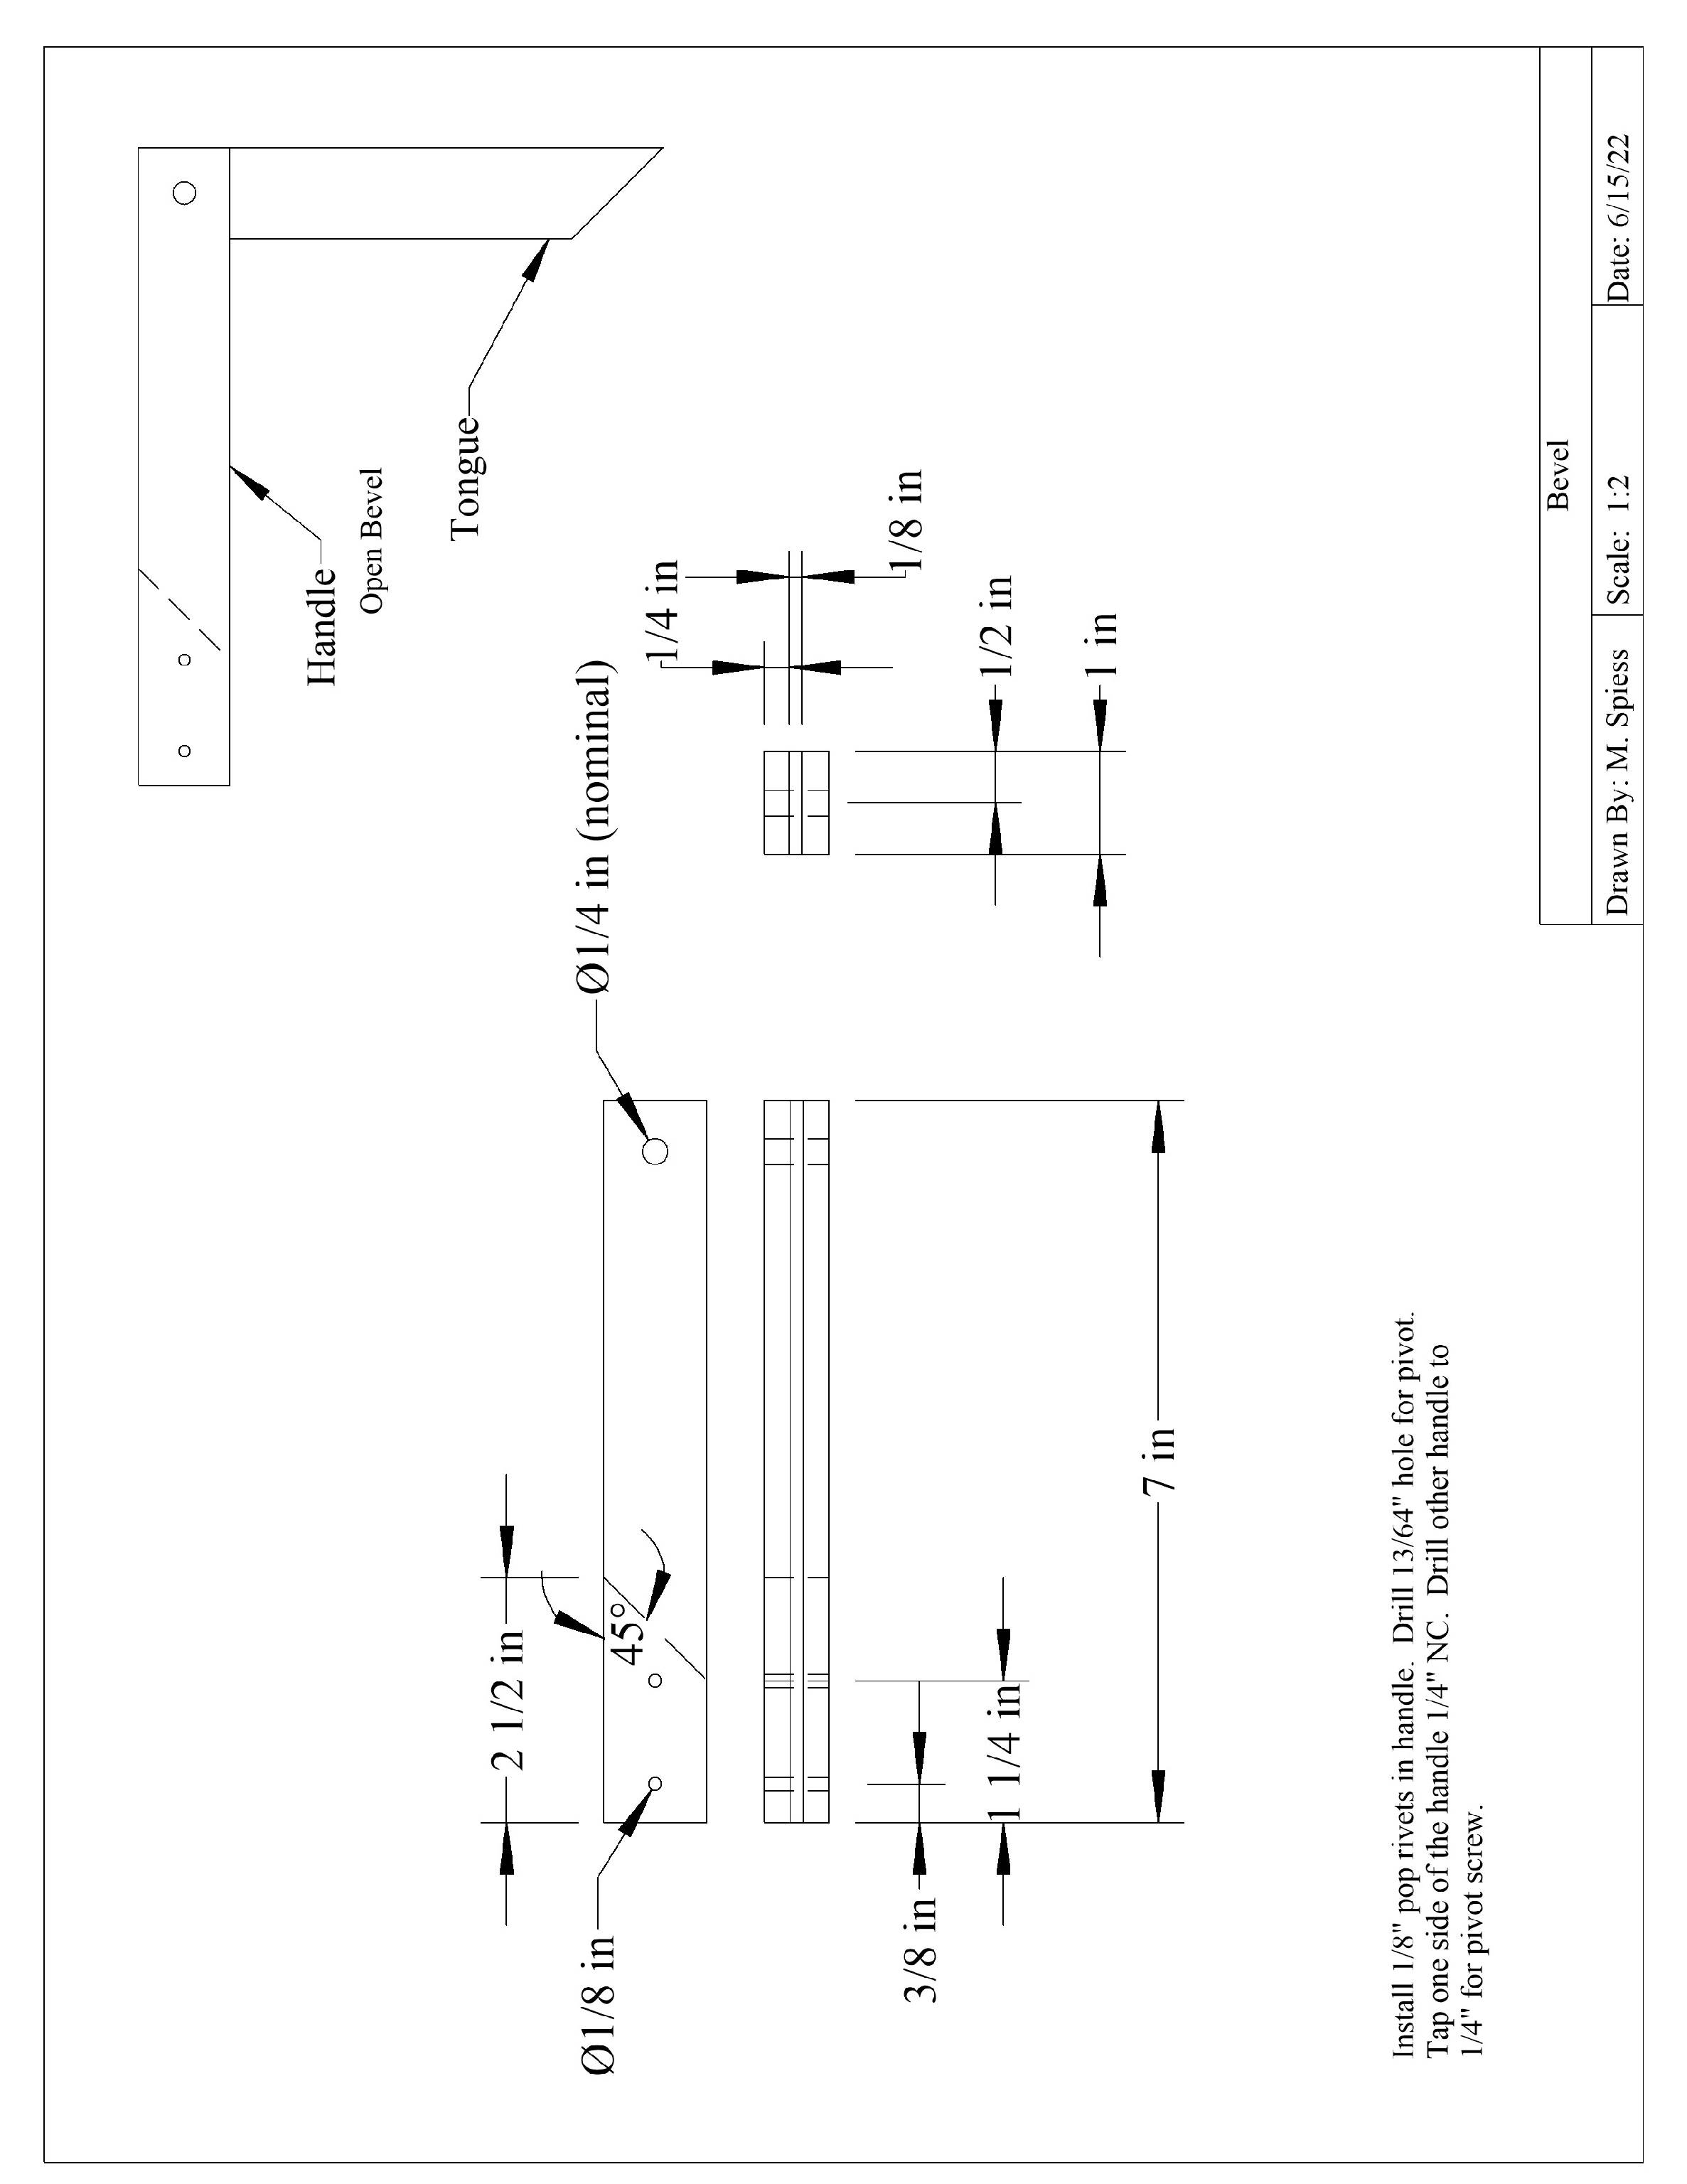 Handle
Open Bevel
Tongue
Ø1/4 in (nominal)
1/4 in
1/8 in
1/2 in
1 in
2 1/2 in
45°
Ø1/8 in
3/8 in
1 1/4 in
7 in
Install 1/8" pop rivets in handle. Drill 13/64" hole for pivot.
Tap one side of the handle 1/4" NC. Drill other handle to
1/4" for pivot screw.
Bevel
Drawn By: M. Spiess
Scale: 1:2
Date: 6/15/22